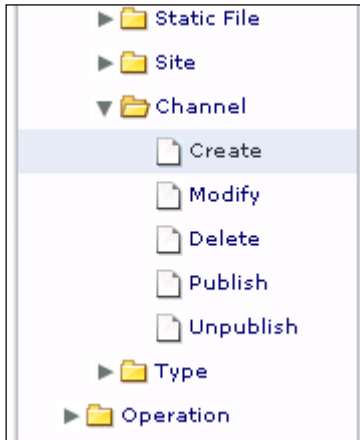 Static File
Site
Channel
Create
Modify
Delete
Publish
Unpublish
Type
Operation